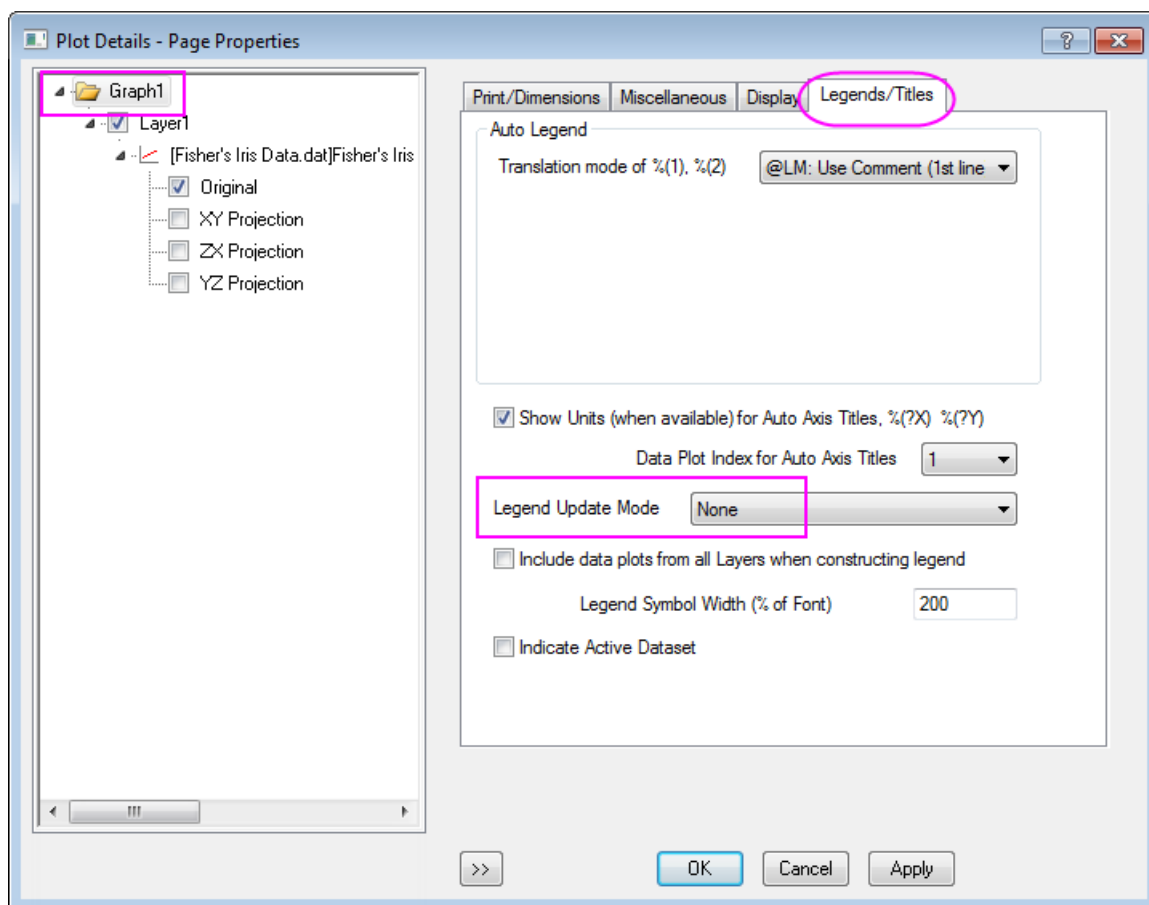 Plot Details - Page Properties
Graph1
Layer1
[Fisher's Iris Data.dat]Fisher's Iris
Original
XY Projection
ZX Projection
YZ Projection
Print/Dimensions Miscellaneous Display Legends/Titles
Auto Legend
Translation mode of %(1), %(2) @LM: Use Comment (1st line
Show Units (when available) for Auto Axis Titles, %(?X) %(?Y)
Data Plot Index for Auto Axis Titles 1
Legend Update Mode None
Include data plots from all Layers when constructing legend
Legend Symbol Width (% of Font) 200
Indicate Active Dataset
>> OK Cancel Apply